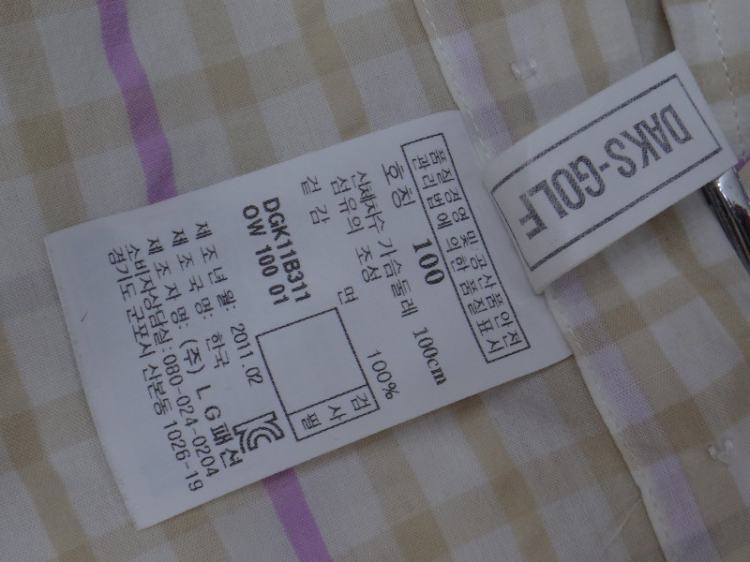 DAKS-GOLF
품질경영 및 공산품안전
관리법에 의한 품질표시
호칭 100
신체치수 가슴둘레 100cm
섬유의 조성
겉감 면 100%
DGK11B311
OW 100 01
검사필
제조년월: 2011.02
제조국명: 한국
제조자명: (주) LG패션
소비자상담실: 080-024-0204
경기도 군포시 산본동 1026-19